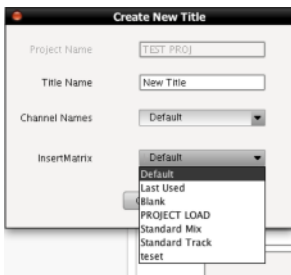 Create New Title
Project Name TEST PROJ
Title Name New Title
Channel Names Default
InsertMatrix Default
Default
Last Used
Blank
PROJECT LOAD
Standard Mix
Standard Track
teset